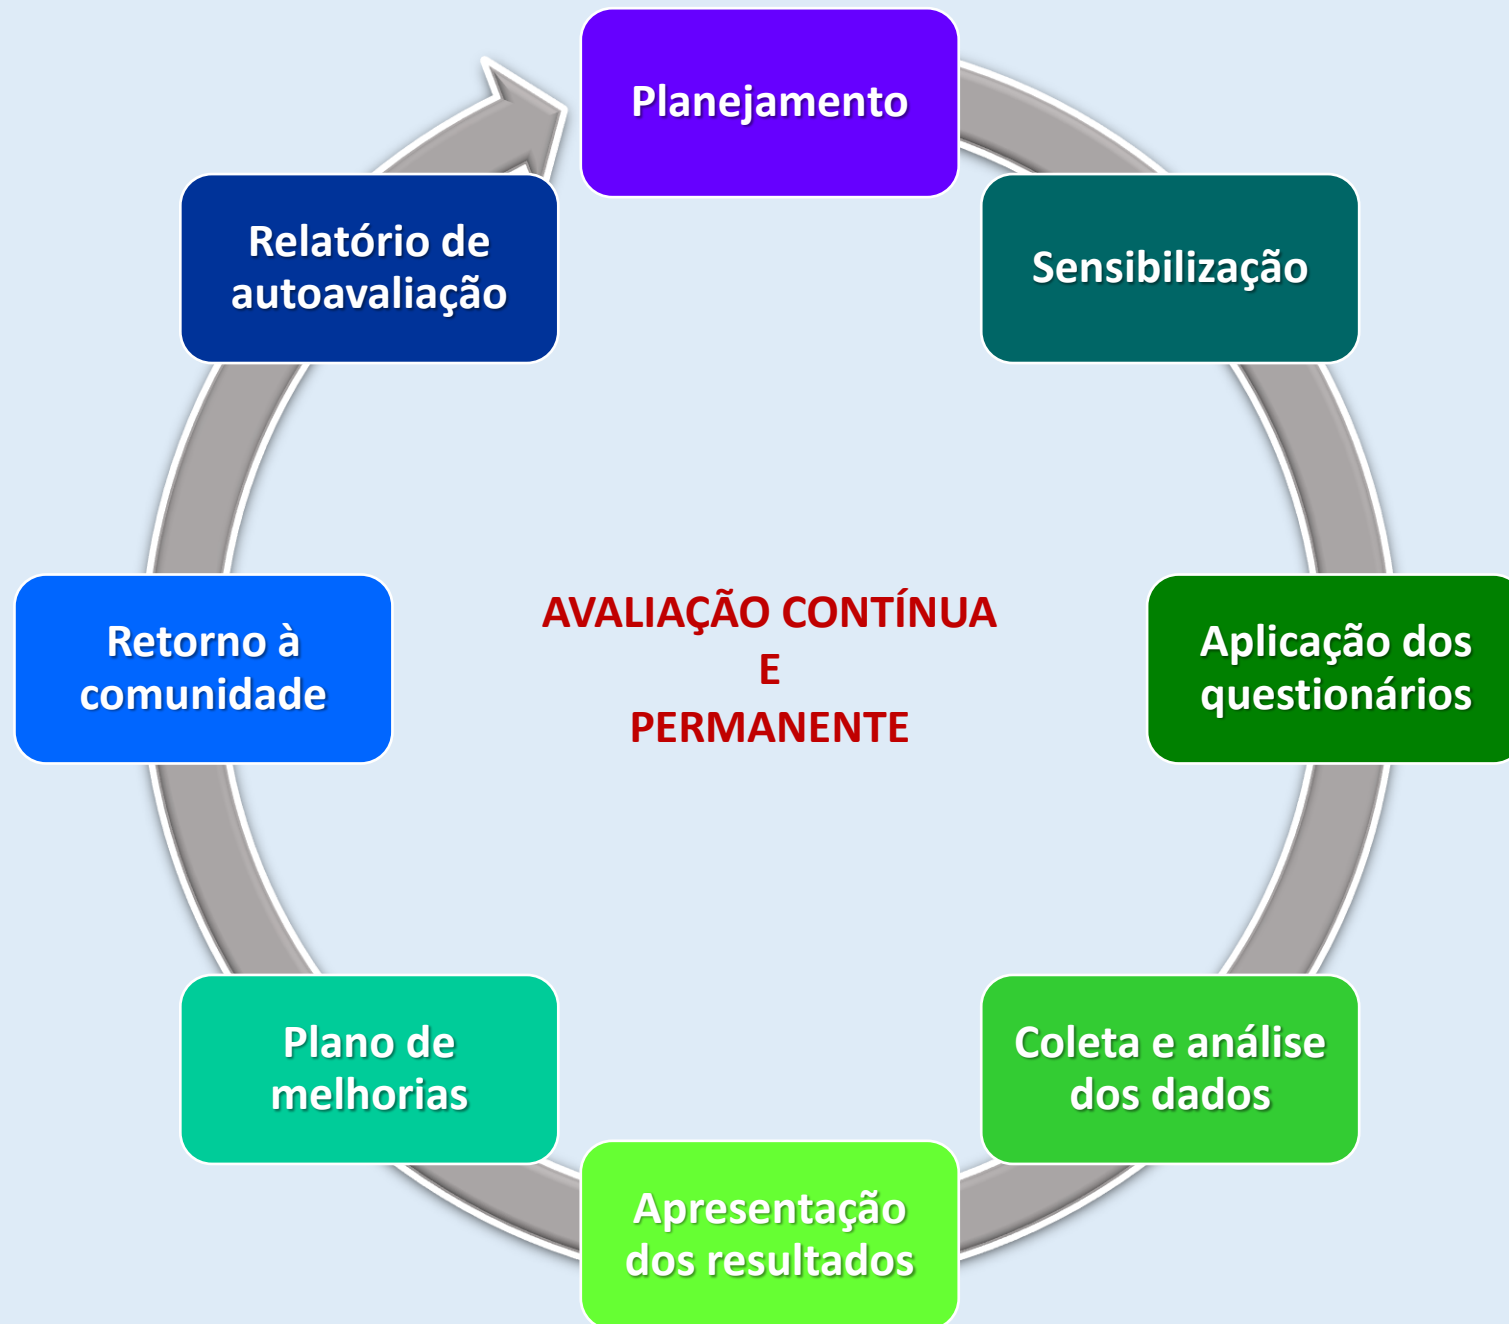 Planejamento
Sensibilização
Aplicação dos
questionários
Coleta e análise
dos dados
Apresentação
dos resultados
Plano de
melhorias
Retorno à
comunidade
Relatório de
autoavaliação
AVALIAÇÃO CONTÍNUA
E
PERMANENTE